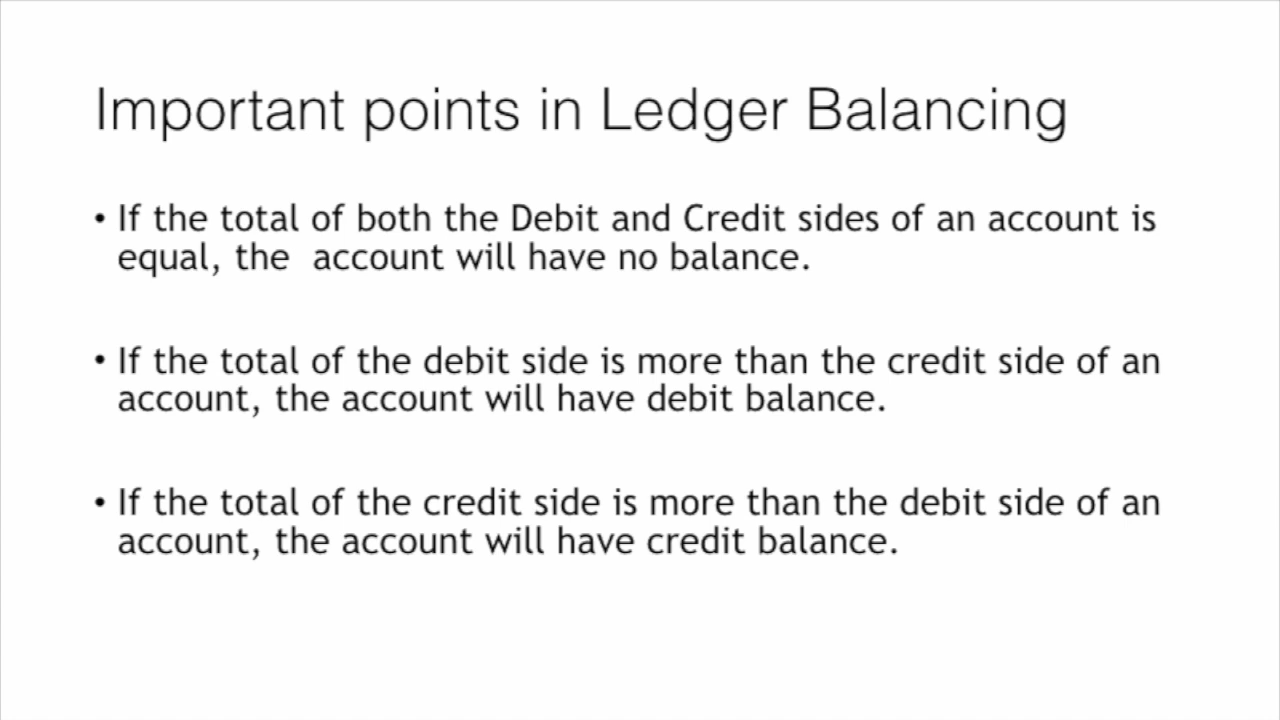 Important points in Ledger Balancing
• If the total of both the Debit and Credit sides of an account is
equal, the  account will have no balance.
• If the total of the debit side is more than the credit side of an
account, the account will have debit balance.
• If the total of the credit side is more than the debit side of an
account, the account will have credit balance.